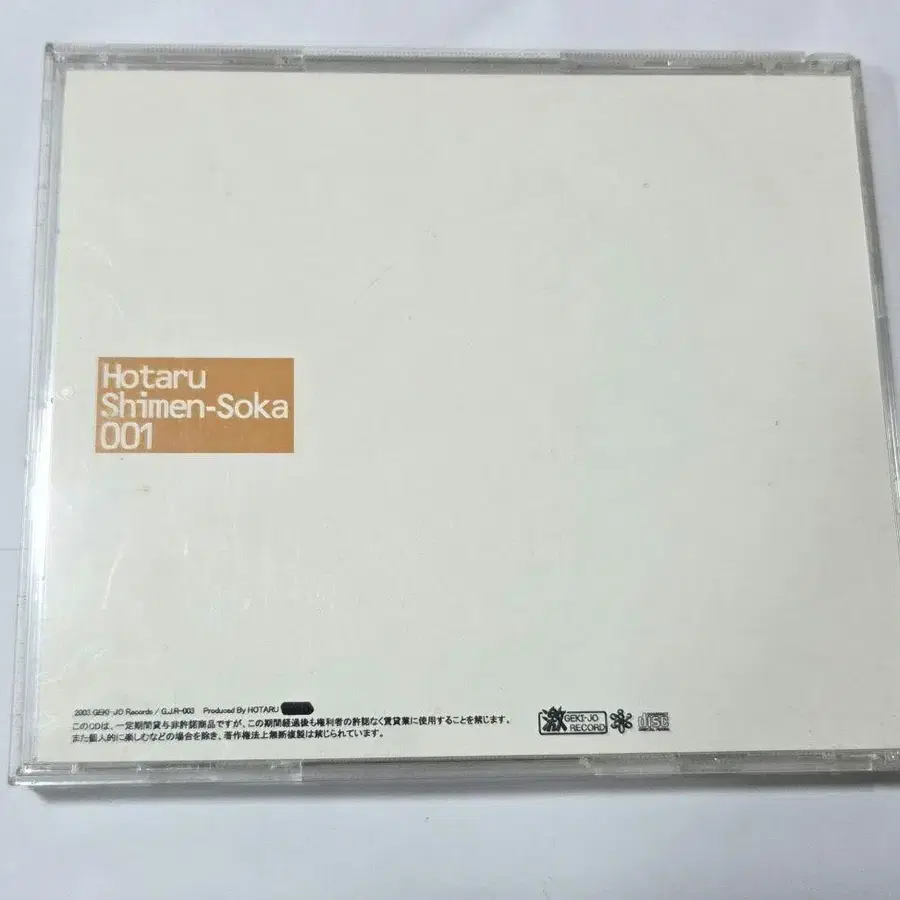 Hotaru
Shimen-Soka
001
2003 GEKI-JO Records / G.J.R-003 Produced By HOTARU
このCDは、一定期間貸与非許諾商品ですが、この期間経過後も権利者の許諾なく賃貸業に使用することを禁じます。
また個人的に楽しむなどの場合を除き、著作権法上無断複製は禁じられています。
激 GEKI-JO
RECORD
disc